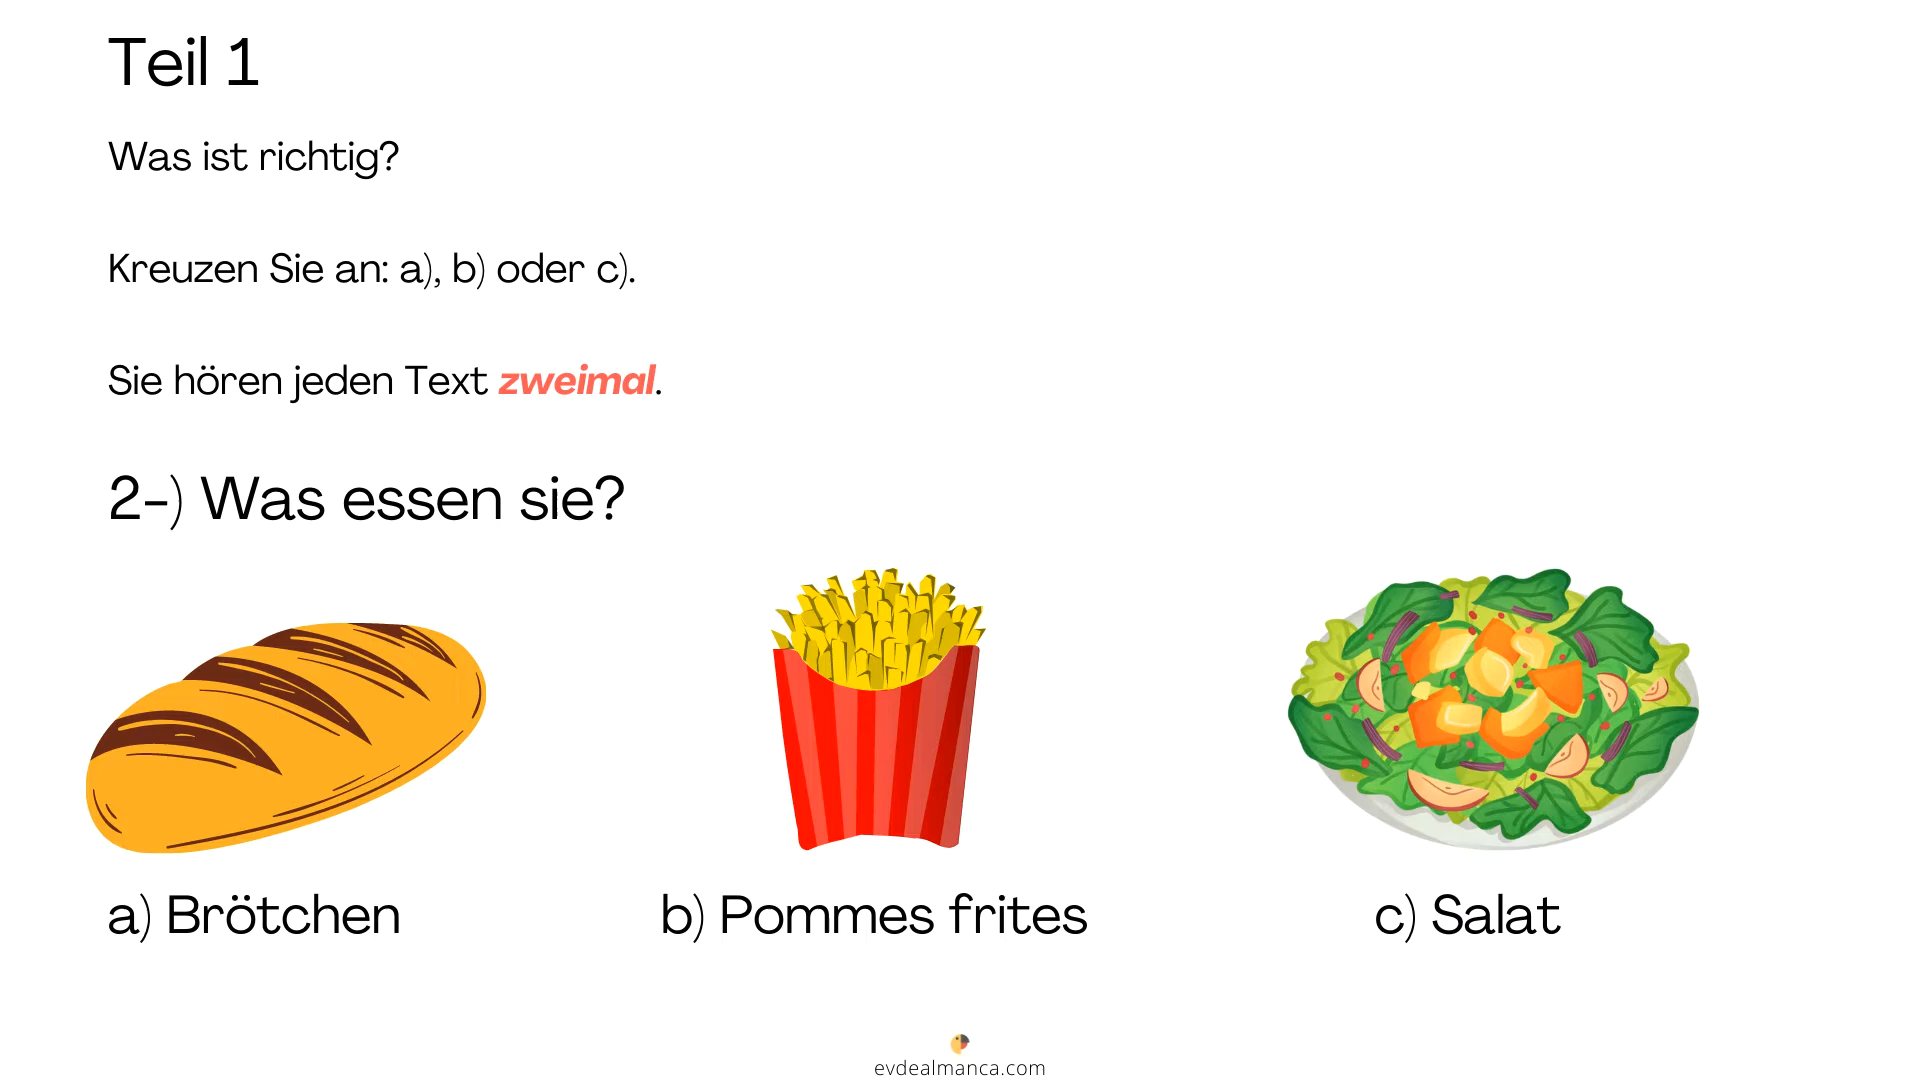 Teil 1
Was ist richtig?
Kreuzen Sie an: a), b) oder c).
Sie hören jeden Text zweimal.
2-) Was essen sie?
a) Brötchen
b) Pommes frites
c) Salat
evdealmanca.com